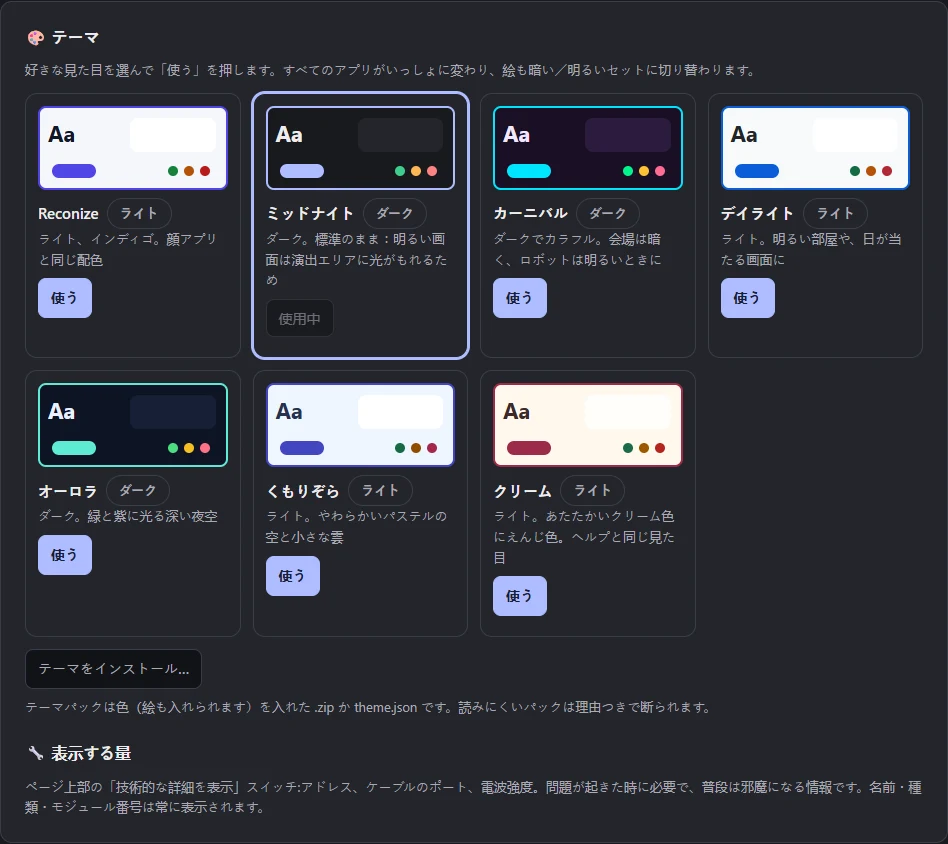 テーマ
好きな見た目を選んで「使う」を押します。すべてのアプリがいっしょに変わり、絵も暗い／明るいセットに切り替わります。
Aa
Reconize ライト
ライト、インディゴ。顔アプリ
と同じ配色
使う
Aa
ミッドナイト ダーク
ダーク。標準のまま：明るい画
面は演出エリアに光がもれるた
め
使用中
Aa
カーニバル ダーク
ダークでカラフル。会場は暗
く、ロボットは明るいときに
使う
Aa
デイライト ライト
ライト。明るい部屋や、日が当
たる画面に
使う
Aa
オーロラ ダーク
ダーク。緑と紫に光る深い夜空
使う
Aa
くもりぞら ライト
ライト。やわらかいパステルの
空と小さな雲
使う
Aa
クリーム ライト
ライト。あたたかいクリーム色
にえんじ色。ヘルプと同じ見た
目
使う
テーマをインストール...
テーマパックは色（絵も入れられます）を入れた .zip か theme.json です。読みにくいパックは理由つきで断られます。
表示する量
ページ上部の「技術的な詳細を表示」スイッチ:アドレス、ケーブルのポート、電波強度。問題が起きた時に必要で、普段は邪魔になる情報です。名前・種
類・モジュール番号は常に表示されます。